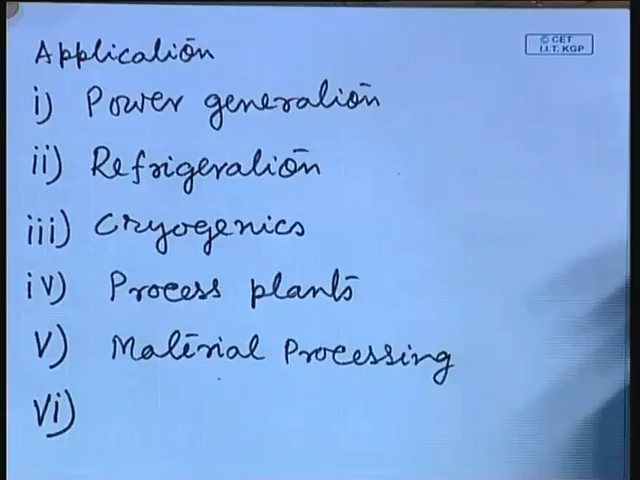 Application
© CET
I.I.T. KGP
i) Power generation
ii) Refrigeration
iii) Cryogenics
iv) Process plants
v) Material Processing
vi)